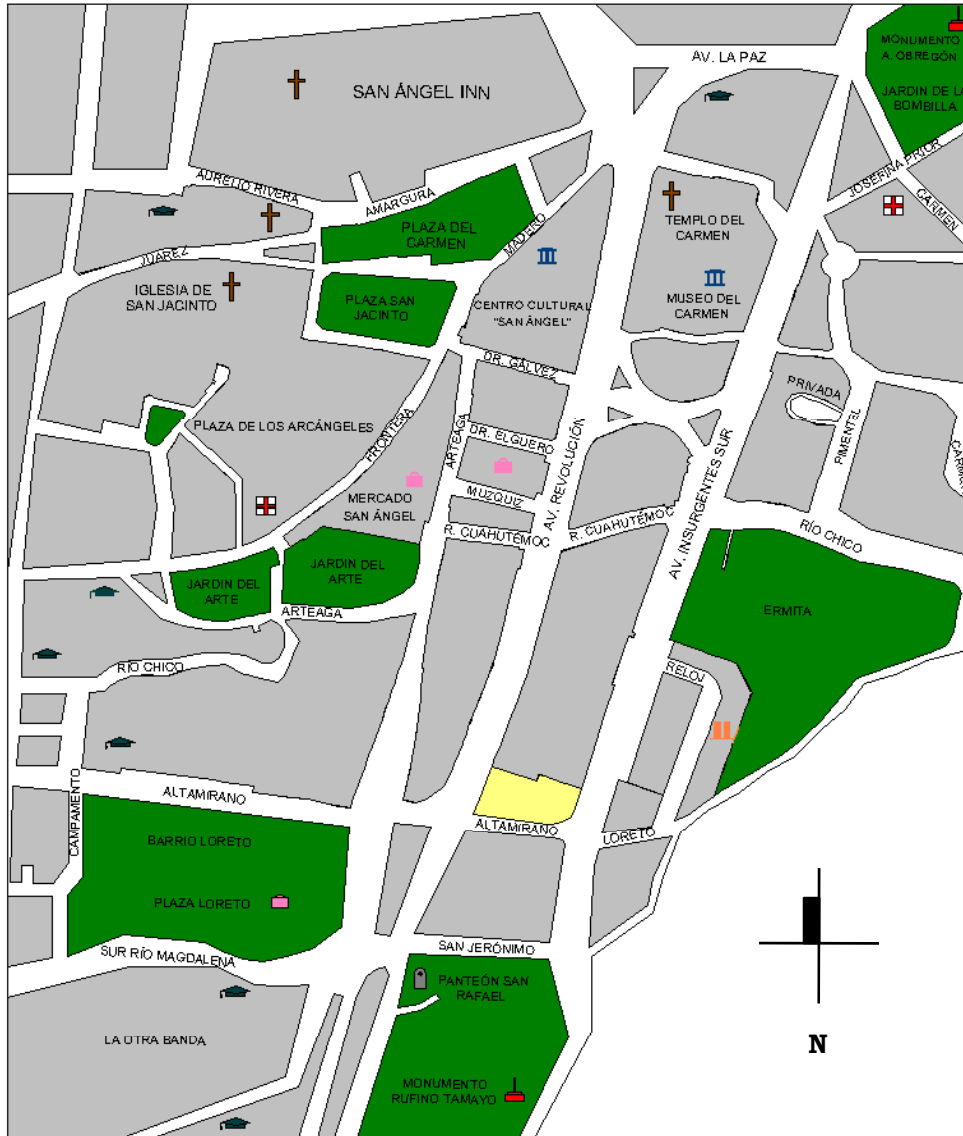 MONUMENTO
A. OBREGÓN
AV. LA PAZ
JARDIN DE LA
BOMBILLA
SAN ÁNGEL INN
JOSEFINA PRIOR
CARMEN
AURELIO RIVERA
AMARGURA
TEMPLO DEL
CARMEN
PLAZA DEL
CARMEN
MADERO
JUAREZ
IGLESIA DE
SAN JACINTO
PLAZA SAN
JACINTO
CENTRO CULTURAL
"SAN ÁNGEL"
MUSEO DEL
CARMEN
DR. GÁLVEZ
PRIVADA
PLAZA DE LOS ARCÁNGELES
FRONTERA
ARTEAGA
DR. ELGUERO
AV. REVOLUCIÓN
PIMENTEL
MERCADO
SAN ÁNGEL
MUZQUIZ
R. CUAHUTÉMOC
R. CUAHUTÉMOC
AV. INSURGENTES SUR
RÍO CHICO
JARDIN DEL
ARTE
JARDIN DEL
ARTE
ARTEAGA
ERMITA
RÍO CHICO
RELOJ
CAMPAMENTO
ALTAMIRANO
ALTAMIRANO
LORETO
BARRIO LORETO
PLAZA LORETO
SUR RÍO MAGDALENA
SAN JERÓNIMO
PANTEÓN SAN
RAFAEL
LA OTRA BANDA
N
MONUMENTO
RUFINO TAMAYO